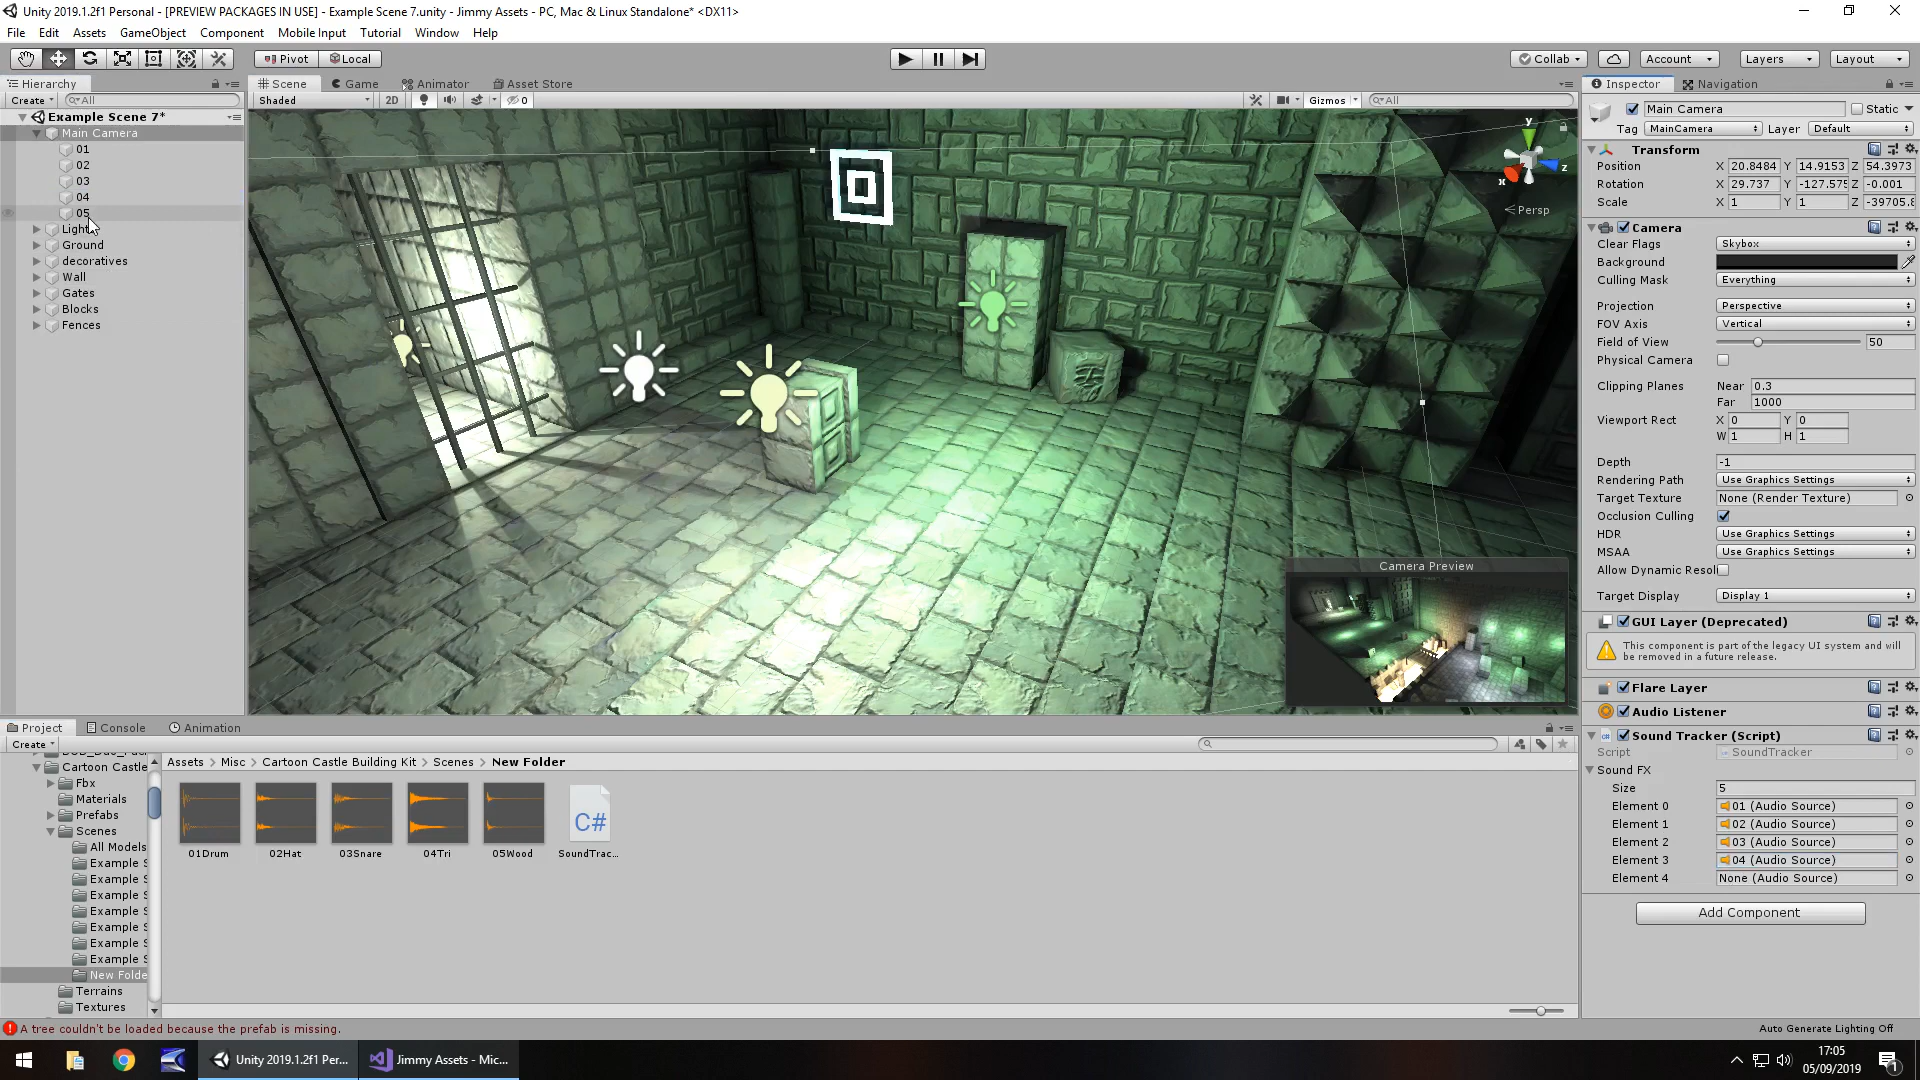 Unity 2019.1.2f1 Personal - [PREVIEW PACKAGES IN USE] - Example Scene 7.unity - Jimmy Assets - PC, Mac & Linux Standalone* <DX11>
File Edit Assets GameObject Component Mobile Input Tutorial Window Help
Pivot Local Collab Account Layers Layout
Hierarchy Scene Game Animator Asset Store Inspector Navigation
Create All Shaded 2D 0 Gizmos All
Example Scene 7*
Main Camera
01
02
03
04
05
Light
Ground
decoratives
Wall
Gates
Blocks
Fences
y
x
z
Persp
Camera Preview
Main Camera Static
Tag MainCamera Layer Default
Transform
Position X 20.8484 Y 14.9153 Z 54.3973
Rotation X 29.737 Y -127.575 Z -0.001
Scale X 1 Y 1 Z -39705.8
Camera
Clear Flags Skybox
Background
Culling Mask Everything
Projection Perspective
FOV Axis Vertical
Field of View 50
Physical Camera
Clipping Planes Near 0.3
Far 1000
Viewport Rect X 0 Y 0
W 1 H 1
Depth -1
Rendering Path Use Graphics Settings
Target Texture None (Render Texture)
Occlusion Culling
HDR Use Graphics Settings
MSAA Use Graphics Settings
Allow Dynamic Resol
Target Display Display 1
GUI Layer (Deprecated)
This component is part of the legacy UI system and will be removed in a future release.
Flare Layer
Audio Listener
Sound Tracker (Script)
Script SoundTracker
Sound FX
Size 5
Element 0 01 (Audio Source)
Element 1 02 (Audio Source)
Element 2 03 (Audio Source)
Element 3 04 (Audio Source)
Element 4 None (Audio Source)
Add Component
Project Console Animation
Create
Cartoon Castle
Fbx
Materials
Prefabs
Scenes
All Models
Example S
Example S
Example S
Example S
Example S
Example S
Example S
New Folde
Terrains
Textures
Assets > Misc > Cartoon Castle Building Kit > Scenes > New Folder
C#
01Drum 02Hat 03Snare 04Tri 05Wood SoundTrac...
A tree couldn't be loaded because the prefab is missing.
Auto Generate Lighting Off
Unity 2019.1.2f1 Per... Jimmy Assets - Mic...
17:05
05/09/2019
1